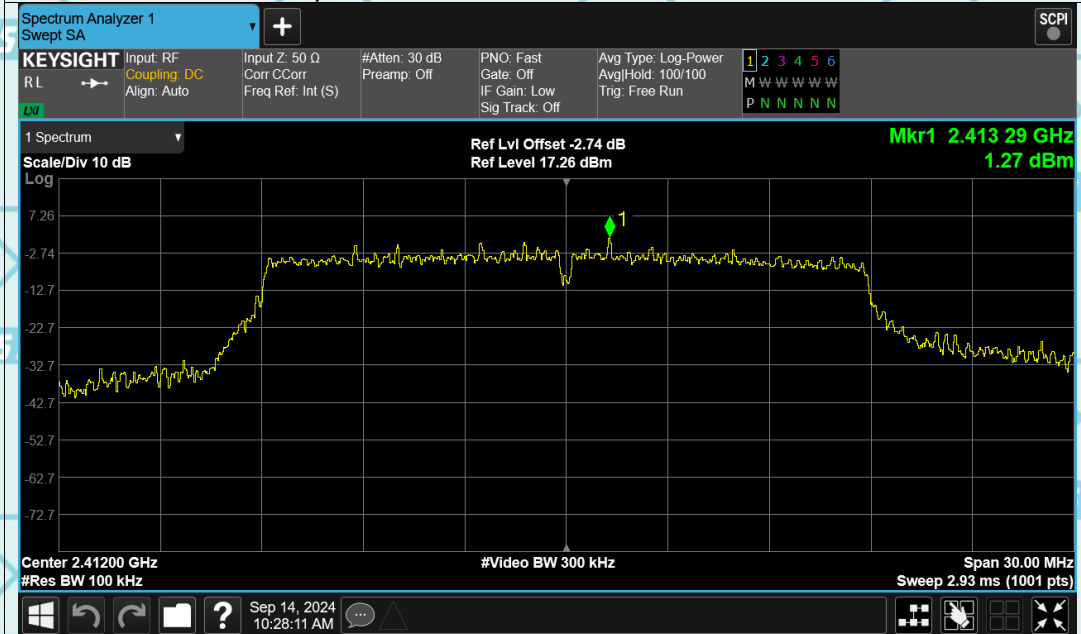 Spectrum Analyzer 1
Swept SA
+
SCPI
KEYSIGHT
R L
LXI
Input: RF
Coupling: DC
Align: Auto
Input Z: 50 Ω
Corr CCorr
Freq Ref: Int (S)
#Atten: 30 dB
Preamp: Off
PNO: Fast
Gate: Off
IF Gain: Low
Sig Track: Off
Avg Type: Log-Power
Avg|Hold: 100/100
Trig: Free Run
1 2 3 4 5 6
M W W W W W
P N N N N N
1 Spectrum
Scale/Div 10 dB
Log
Ref Lvl Offset -2.74 dB
Ref Level 17.26 dBm
Mkr1 2.413 29 GHz
1.27 dBm
1
7.26
-2.74
-12.7
-22.7
-32.7
-42.7
-52.7
-62.7
-72.7
Center 2.41200 GHz
#Res BW 100 kHz
#Video BW 300 kHz
Span 30.00 MHz
Sweep 2.93 ms (1001 pts)
?
Sep 14, 2024
10:28:11 AM